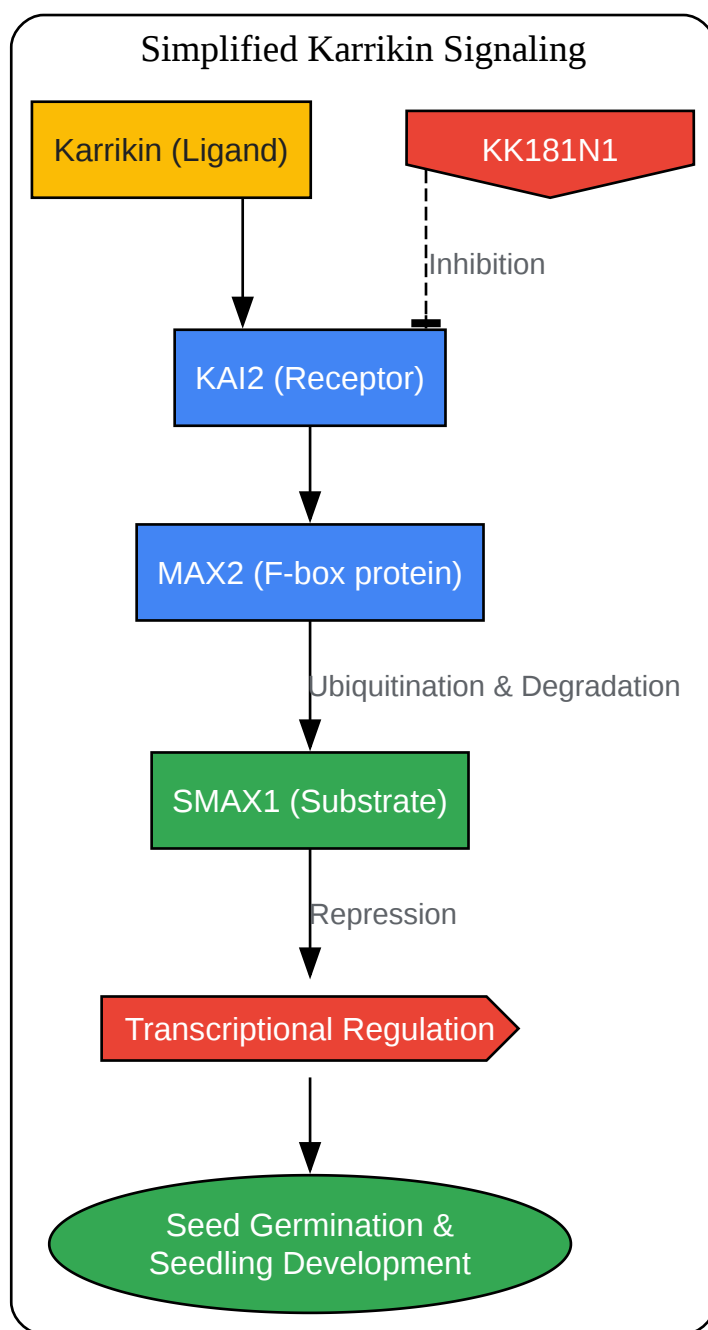 Simplified Karrikin Signaling
Karrikin (Ligand)
KK181N1
Inhibition
KAI2 (Receptor)
MAX2 (F-box protein)
Ubiquitination & Degradation
SMAX1 (Substrate)
Repression
Transcriptional Regulation
Seed Germination &
Seedling Development